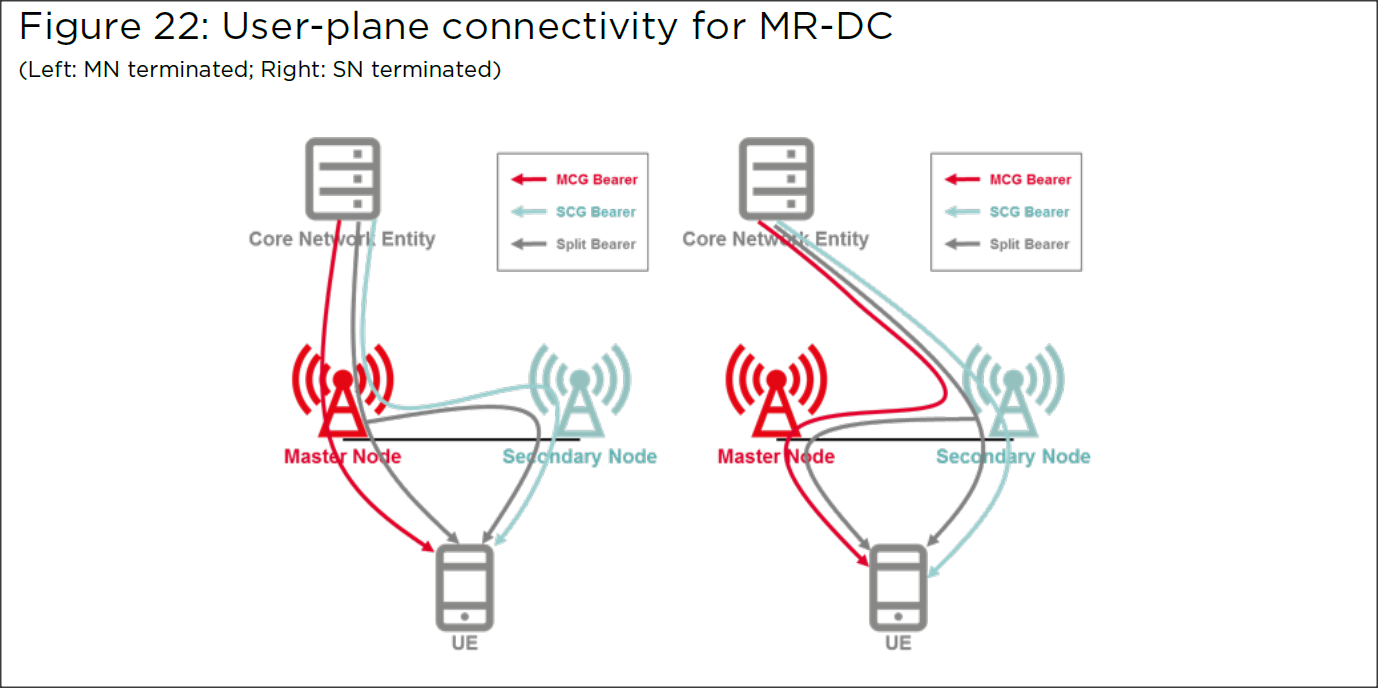 Figure 22: User-plane connectivity for MR-DC
(Left: MN terminated; Right: SN terminated)
MCG Bearer
SCG Bearer
Split Bearer
Core Network Entity
Master Node
Secondary Node
UE
MCG Bearer
SCG Bearer
Split Bearer
Core Network Entity
Master Node
Secondary Node
UE